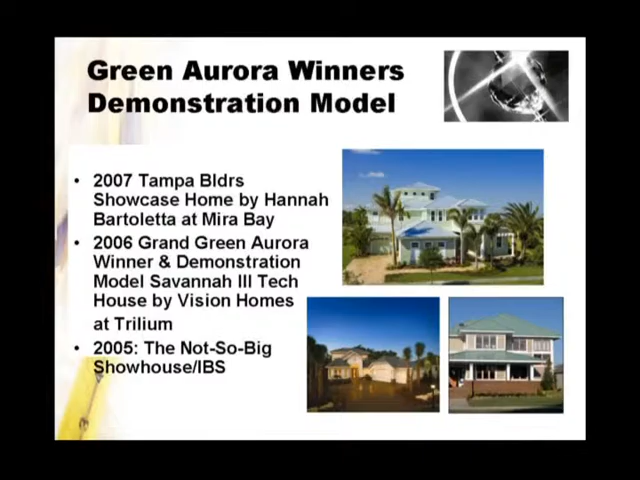 Green Aurora Winners
Demonstration Model
• 2007 Tampa Bldrs
Showcase Home by Hannah
Bartoletta at Mira Bay
• 2006 Grand Green Aurora
Winner & Demonstration
Model Savannah III Tech
House by Vision Homes
at Trilium
• 2005: The Not-So-Big
Showhouse/IBS